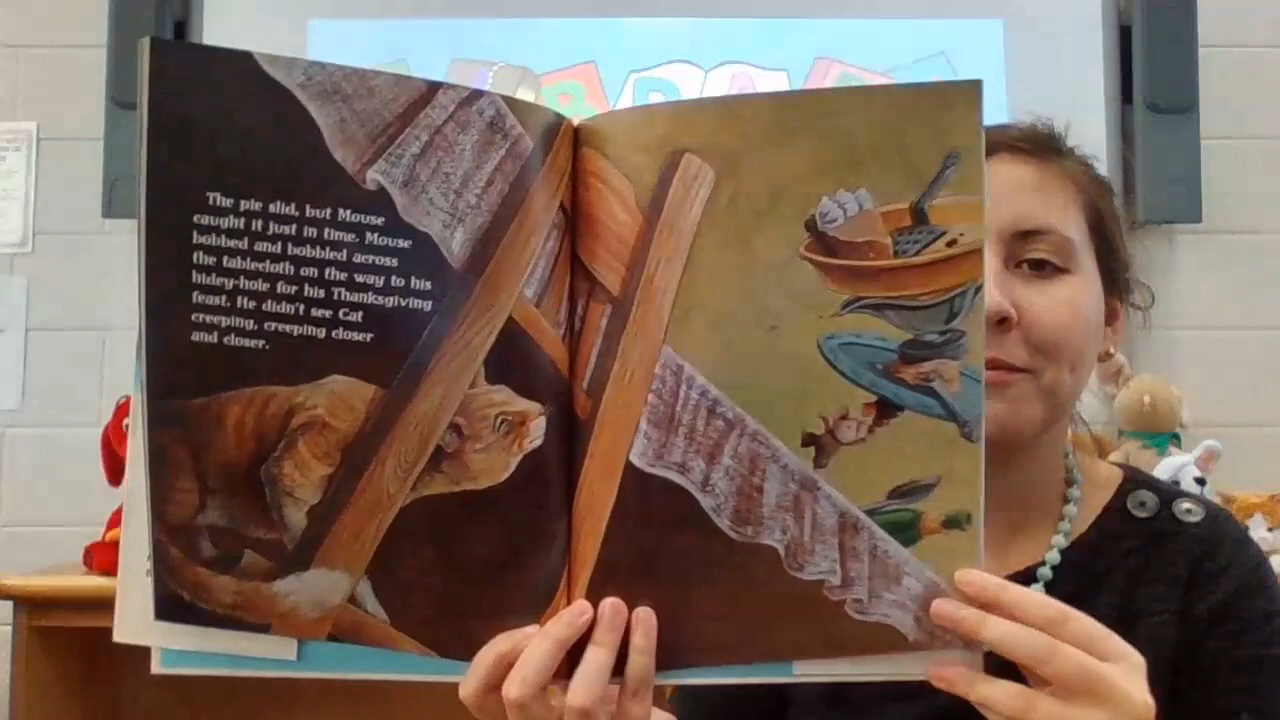 The pie slid, but Mouse
caught it just in time. Mouse
bobbed and bobbled across
the tablecloth on the way to his
hidey-hole for his Thanksgiving
feast. He didn't see Cat
creeping, creeping closer
and closer.